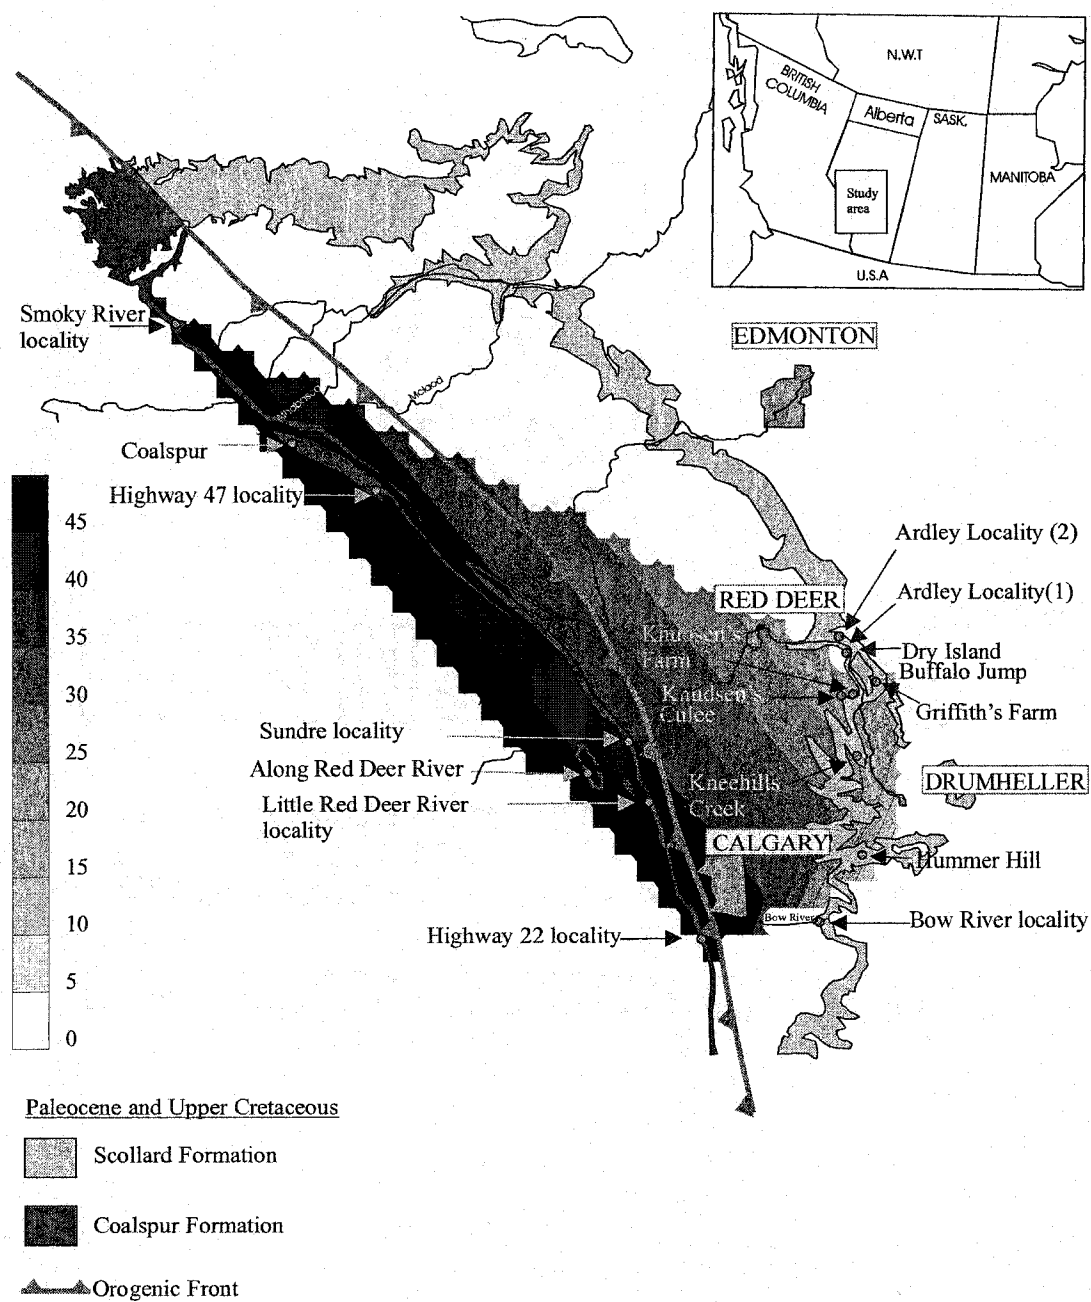 N.W.T
BRITISH
COLUMBIA
Alberta
SASK.
MANITOBA
Study
area
U.S.A
Smoky River
locality
EDMONTON
Mcleod
Coalspur
Highway 47 locality
Ardley Locality (2)
Ardley Locality(1)
RED DEER
Dry Island
Buffalo Jump
Knudsen's
Farm
Knudsen's
Culee
Griffith's Farm
Sundre locality
Along Red Deer River
Little Red Deer River
locality
Kneehills
Creek
DRUMHELLER
CALGARY
Hummer Hill
Bow River
Bow River locality
Highway 22 locality
45
40
35
30
25
20
15
10
5
0
Paleocene and Upper Cretaceous
Scollard Formation
Coalspur Formation
Orogenic Front